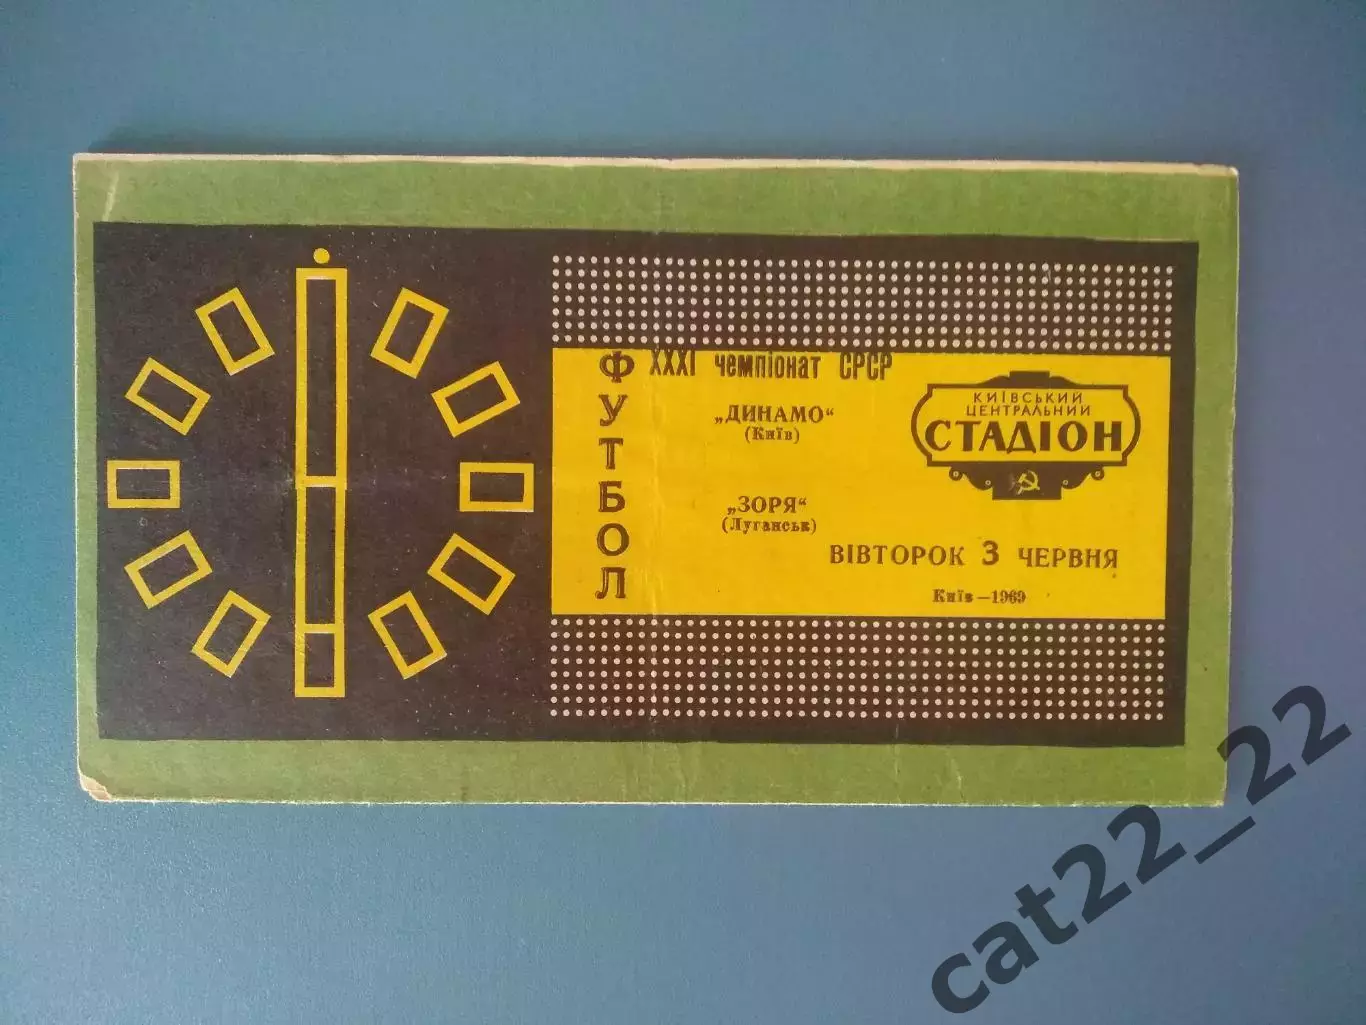 ФУТБОЛ
XXXI чемпіонат СРСР
„ДИНАМО“
(Київ)
„ЗОРЯ“
(Луганськ)
КИЇВСЬКИЙ
ЦЕНТРАЛЬНИЙ
СТАДІОН
ВІВТОРОК 3 ЧЕРВНЯ
Київ—1969
cat22_22